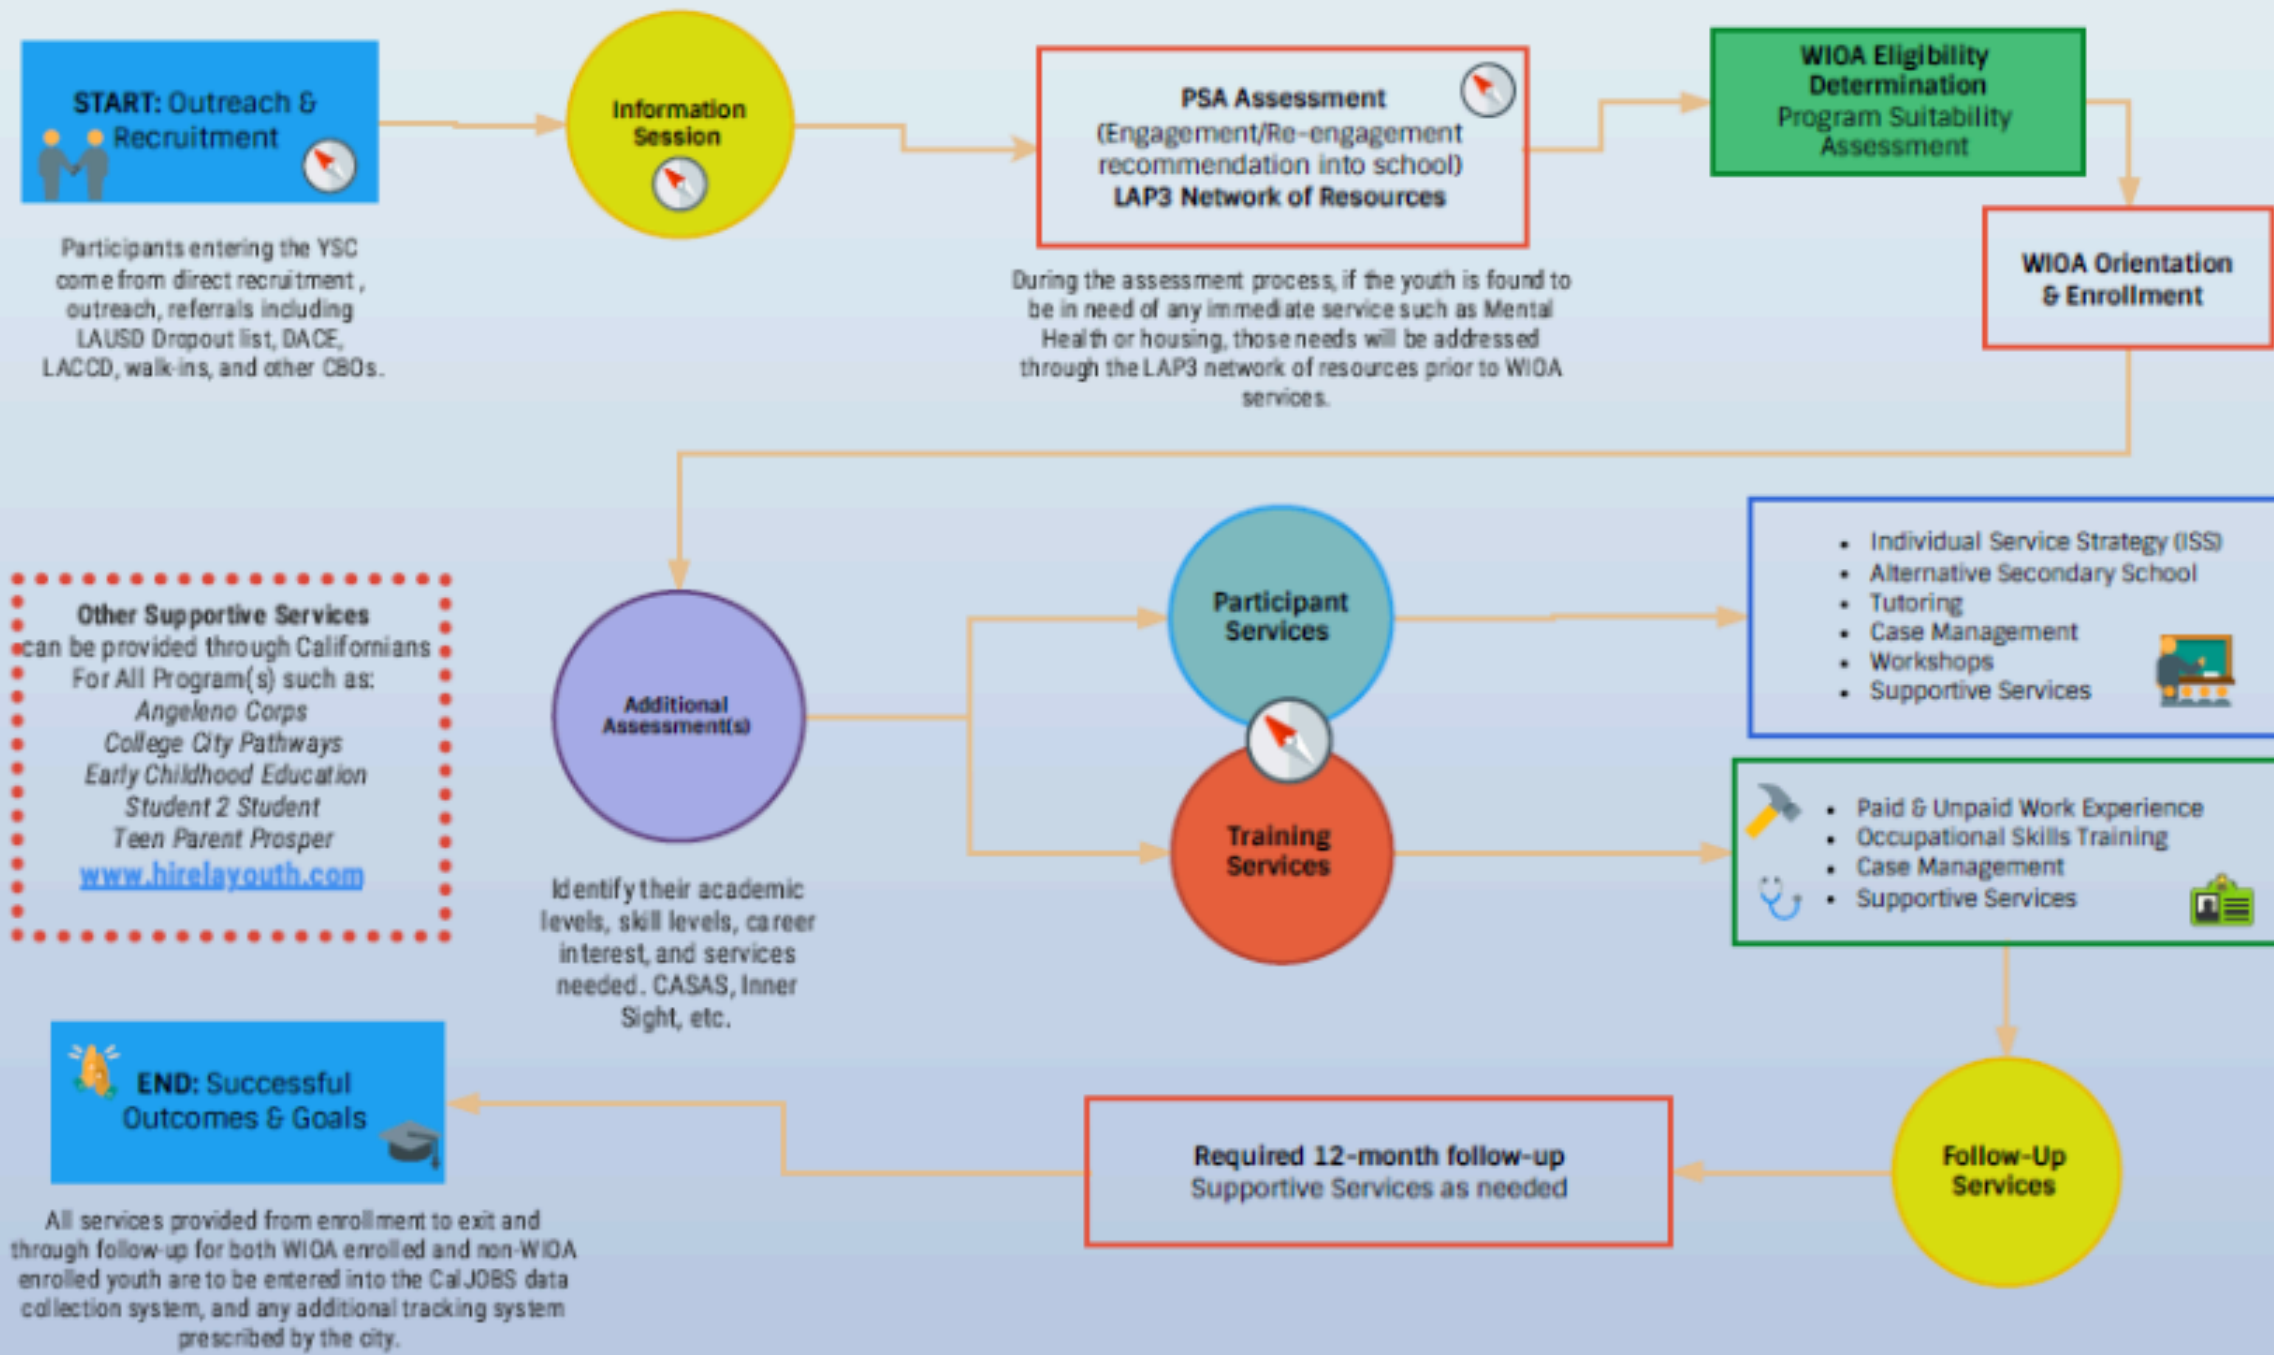 START: Outreach &
Recruitment
Participants entering the YSC
come from direct recruitment ,
outreach, referrals including
LAUSD Dropout list, DACE,
LACCD, walk-ins, and other CBOs.
Information
Session
PSA Assessment
(Engagement/Re-engagement
recommendation into school)
LAP3 Network of Resources
During the assessment process, if the youth is found to
be in need of any immediate service such as Mental
Health or housing, those needs will be addressed
through the LAP3 network of resources prior to WIOA
services.
WIOA Eligibility
Determination
Program Suitability
Assessment
WIOA Orientation
& Enrollment
Other Supportive Services
can be provided through Californians
For All Program(s) such as:
Angeleno Corps
College City Pathways
Early Childhood Education
Student 2 Student
Teen Parent Prosper
www.hirelayouth.com
Additional
Assessment(s)
Identify their academic
levels, skill levels, career
interest, and services
needed. CASAS, Inner
Sight, etc.
Participant
Services
Training
Services
• Individual Service Strategy (ISS)
• Alternative Secondary School
• Tutoring
• Case Management
• Workshops
• Supportive Services
• Paid & Unpaid Work Experience
• Occupational Skills Training
• Case Management
• Supportive Services
Follow-Up
Services
Required 12-month follow-up
Supportive Services as needed
END: Successful
Outcomes & Goals
All services provided from enrollment to exit and
through follow-up for both WIOA enrolled and non-WIOA
enrolled youth are to be entered into the CalJOBS data
collection system, and any additional tracking system
prescribed by the city.